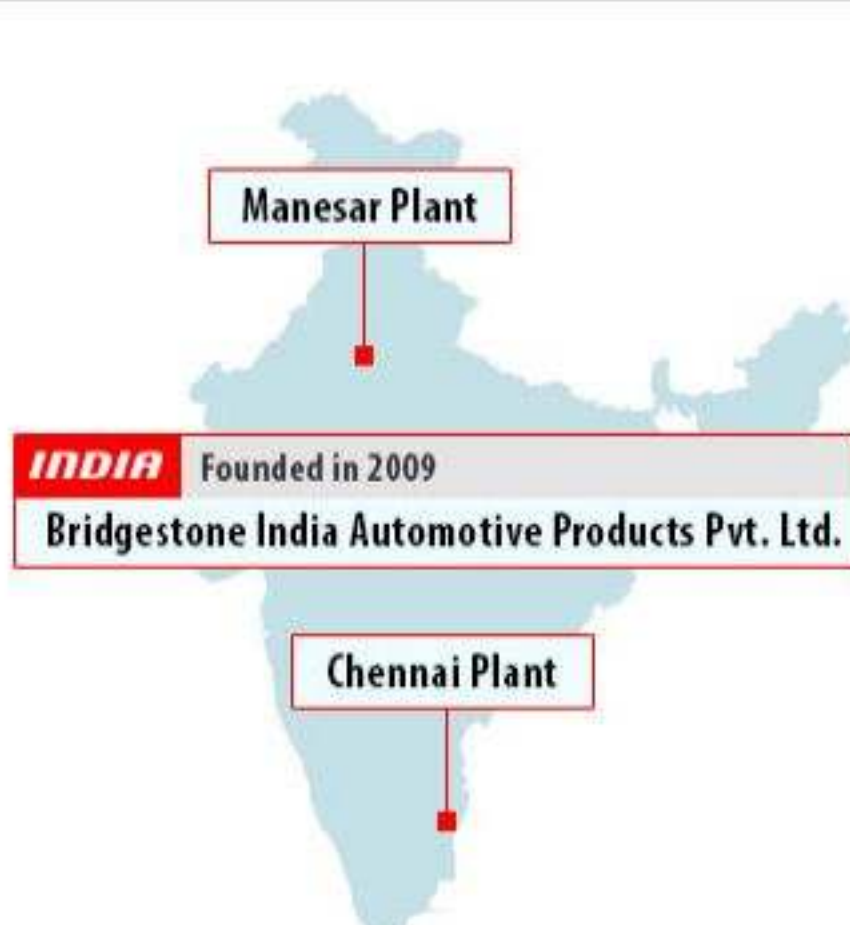 Manesar Plant
INDIA Founded in 2009
Bridgestone India Automotive Products Pvt. Ltd.
Chennai Plant